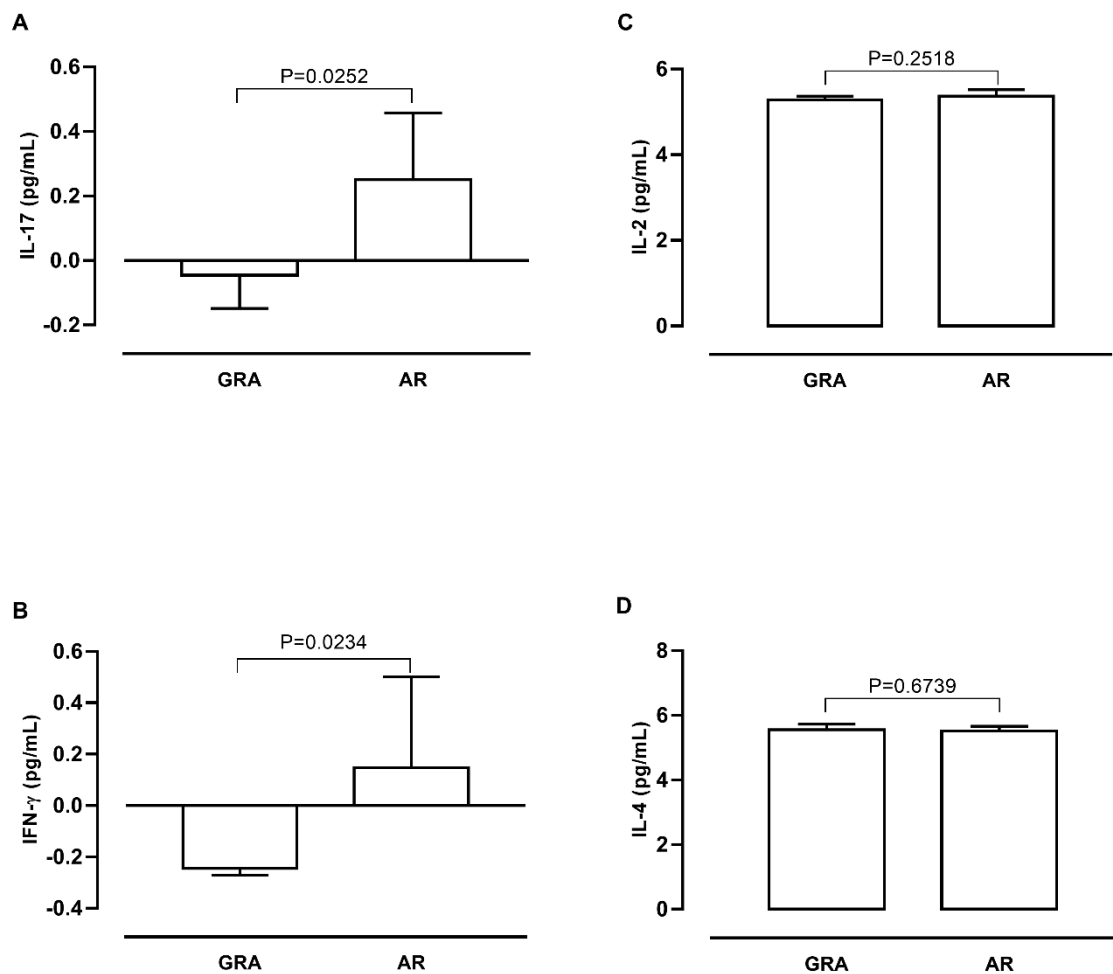 A
IL-17 (pg/mL)
0.6
0.4
0.2
0.0
-0.2
P=0.0252
GRA AR
C
IL-2 (pg/mL)
6
4
2
0
P=0.2518
GRA AR
B
IFN-γ (pg/mL)
0.6
0.4
0.2
0.0
-0.2
-0.4
P=0.0234
GRA AR
D
IL-4 (pg/mL)
8
6
4
2
0
P=0.6739
GRA AR